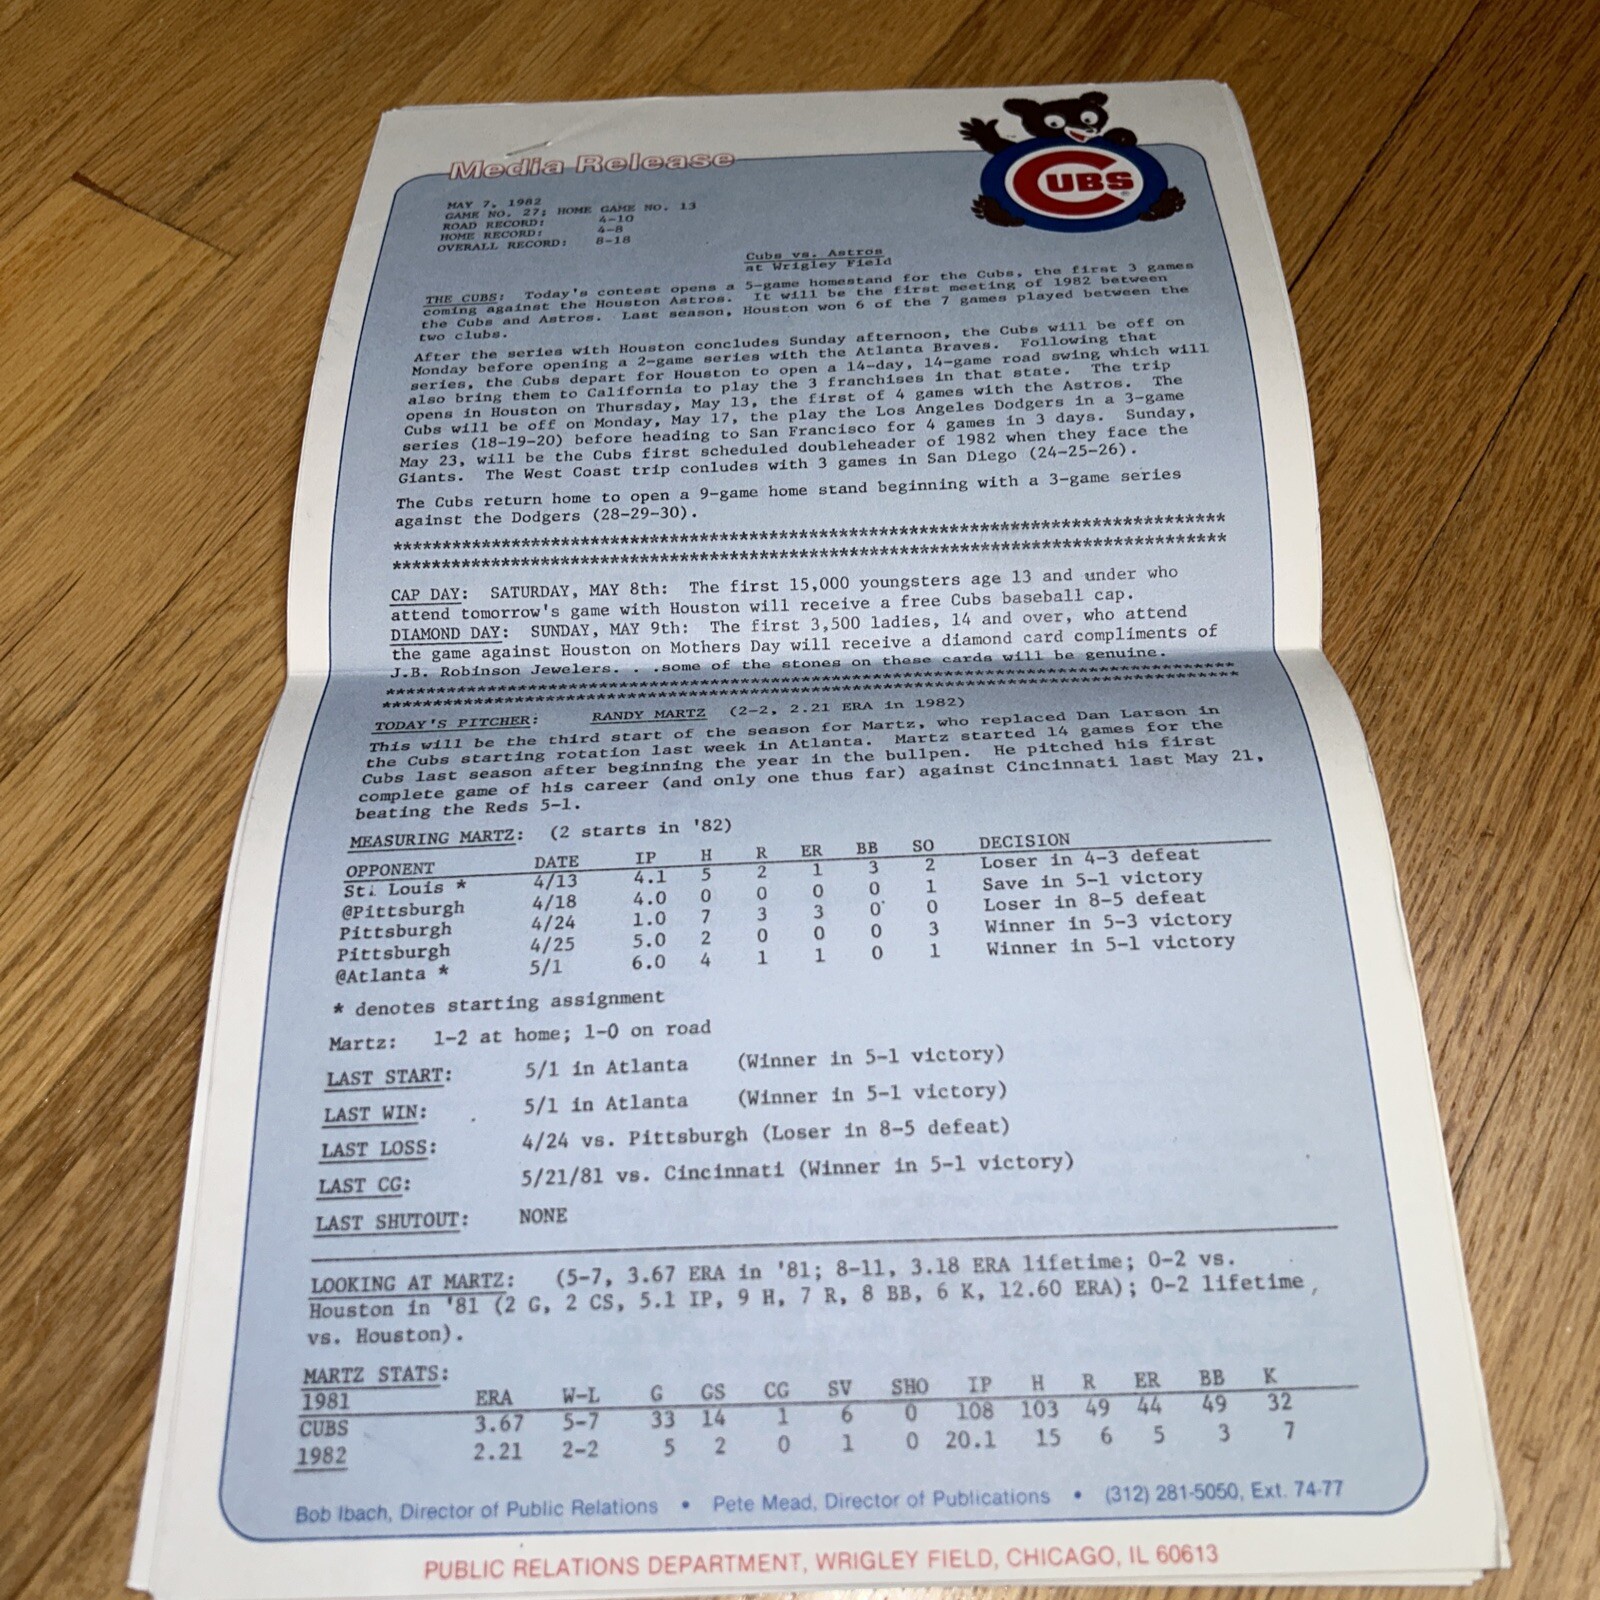 Media Release
CUBS
MAY 7, 1982
GAME NO. 27; HOME GAME NO. 13
ROAD RECORD: 4-10
HOME RECORD: 4-8
OVERALL RECORD: 8-18
Cubs vs. Astros
at Wrigley Field
THE CUBS: Today's contest opens a 5-game homestand for the Cubs, the first 3 games
coming against the Houston Astros. It will be the first meeting of 1982 between
the Cubs and Astros. Last season, Houston won 6 of the 7 games played between the
two clubs.
After the series with Houston concludes Sunday afternoon, the Cubs will be off on
Monday before opening a 2-game series with the Atlanta Braves. Following that
series, the Cubs depart for Houston to open a 14-day, 14-game road swing which will
also bring them to California to play the 3 franchises in that state. The trip
opens in Houston on Thursday, May 13, the first of 4 games with the Astros. The
Cubs will be off on Monday, May 17, the play the Los Angeles Dodgers in a 3-game
series (18-19-20) before heading to San Francisco for 4 games in 3 days. Sunday,
May 23, will be the Cubs first scheduled doubleheader of 1982 when they face the
Giants. The West Coast trip conludes with 3 games in San Diego (24-25-26).
The Cubs return home to open a 9-game home stand beginning with a 3-game series
against the Dodgers (28-29-30).
************************************************************************************
************************************************************************************
CAP DAY: SATURDAY, MAY 8th: The first 15,000 youngsters age 13 and under who
attend tomorrow's game with Houston will receive a free Cubs baseball cap.
DIAMOND DAY: SUNDAY, MAY 9th: The first 3,500 ladies, 14 and over, who attend
the game against Houston on Mothers Day will receive a diamond card compliments of
J.B. Robinson Jewelers. . .some of the stones on these cards will be genuine.
************************************************************************************
************************************************************************************
TODAY'S PITCHER: RANDY MARTZ (2-2, 2.21 ERA in 1982)
This will be the third start of the season for Martz, who replaced Dan Larson in
the Cubs starting rotation last week in Atlanta. Martz started 14 games for the
Cubs last season after beginning the year in the bullpen. He pitched his first
complete game of his career (and only one thus far) against Cincinnati last May 21,
beating the Reds 5-1.
MEASURING MARTZ: (2 starts in '82)
OPPONENT DATE IP H R ER BB SO DECISION
St. Louis * 4/13 4.1 5 2 1 3 2 Loser in 4-3 defeat
@Pittsburgh 4/18 4.0 0 0 0 0 1 Save in 5-1 victory
Pittsburgh 4/24 1.0 7 3 3 0 0 Loser in 8-5 defeat
Pittsburgh 4/25 5.0 2 0 0 0 3 Winner in 5-3 victory
@Atlanta * 5/1 6.0 4 1 1 0 1 Winner in 5-1 victory
* denotes starting assignment
Martz: 1-2 at home; 1-0 on road
LAST START: 5/1 in Atlanta (Winner in 5-1 victory)
LAST WIN: 5/1 in Atlanta (Winner in 5-1 victory)
LAST LOSS: 4/24 vs. Pittsburgh (Loser in 8-5 defeat)
LAST CG: 5/21/81 vs. Cincinnati (Winner in 5-1 victory)
LAST SHUTOUT: NONE
LOOKING AT MARTZ: (5-7, 3.67 ERA in '81; 8-11, 3.18 ERA lifetime; 0-2 vs.
Houston in '81 (2 G, 2 CS, 5.1 IP, 9 H, 7 R, 8 BB, 6 K, 12.60 ERA); 0-2 lifetime
vs. Houston).
MARTZ STATS:
1981 ERA W-L G GS CG SV SHO IP H R ER BB K
CUBS 3.67 5-7 33 14 1 6 0 108 103 49 44 49 32
1982 2.21 2-2 5 2 0 1 0 20.1 15 6 5 3 7
Bob Ibach, Director of Public Relations • Pete Mead, Director of Publications • (312) 281-5050, Ext. 74-77
PUBLIC RELATIONS DEPARTMENT, WRIGLEY FIELD, CHICAGO, IL 60613